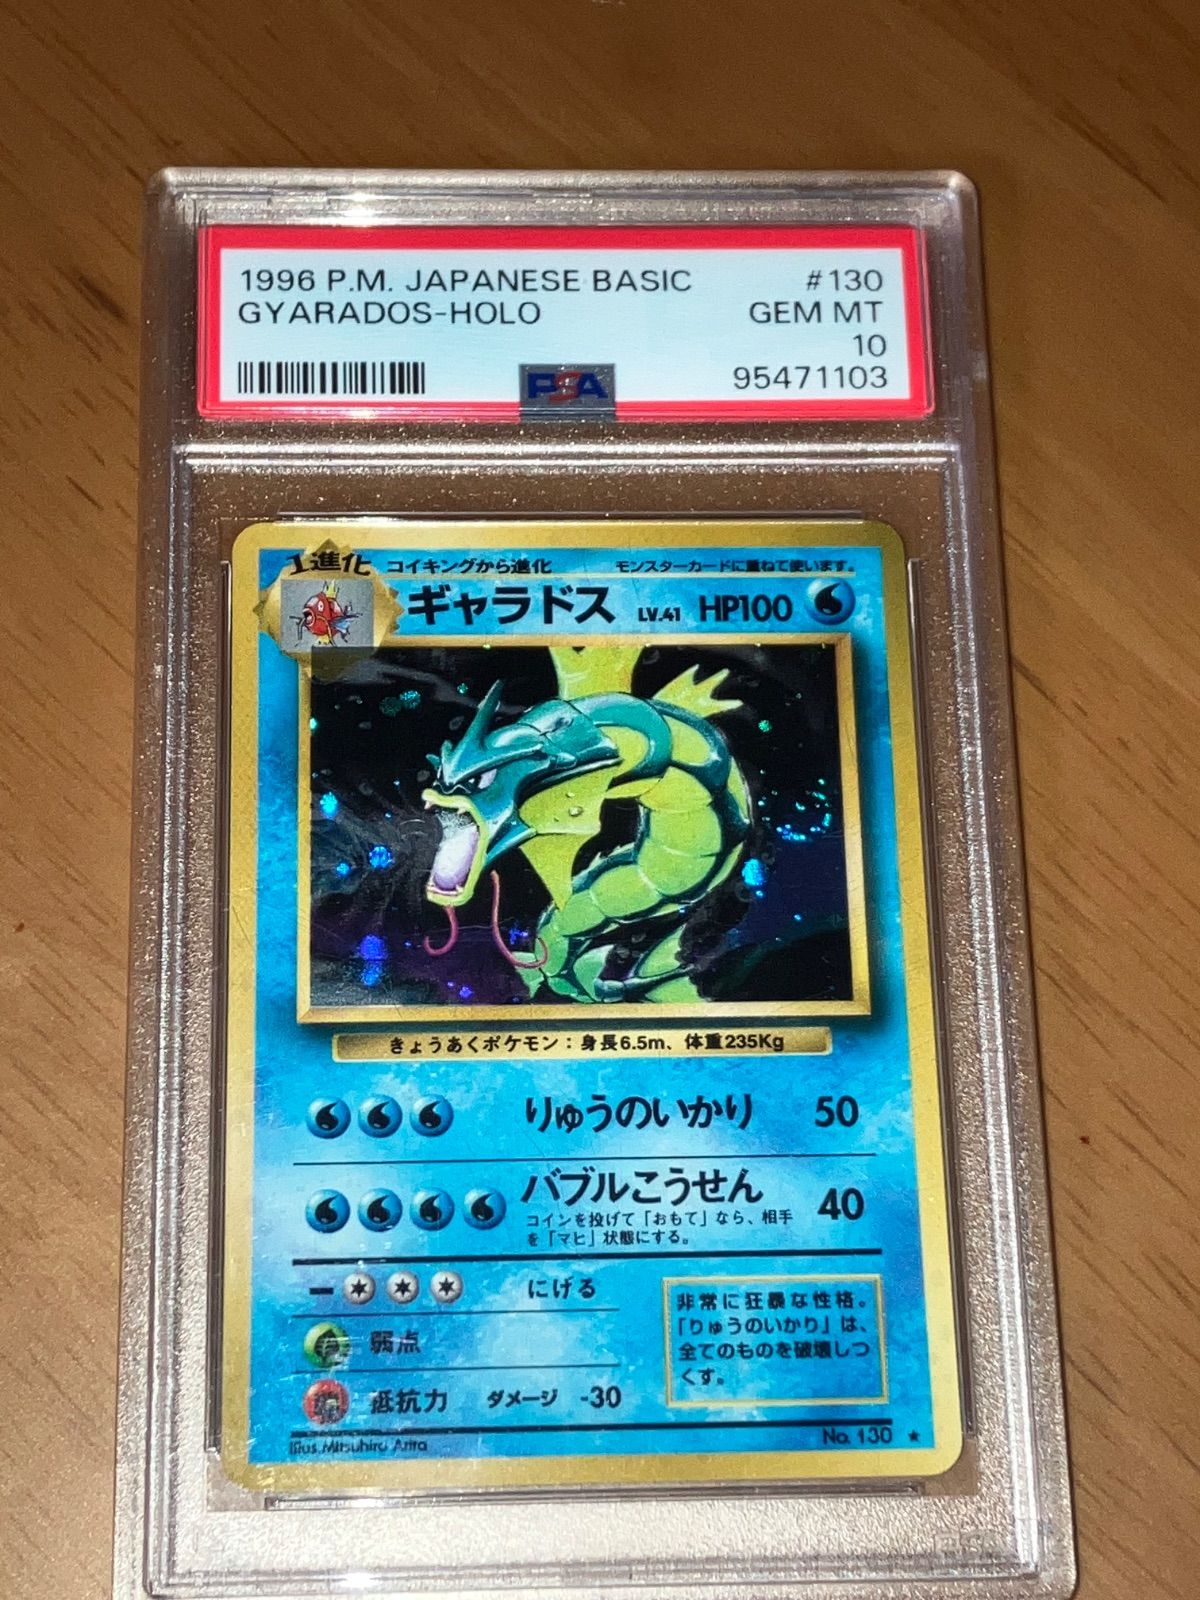 1996 P.M. JAPANESE BASIC #130
GYARADOS-HOLO GEM MT
10
PSA 95471103
1進化 コイキングから進化 モンスターカードに重ねて使います。
ギャラドス LV.41 HP100
きょうあくポケモン：身長6.5m、体重235Kg
りゅうのいかり 50
バブルこうせん 40
コインを投げて「おもて」なら、相手
を「マヒ」状態にする。
にげる
弱点
抵抗力 ダメージ -30
非常に狂暴な性格。
「りゅうのいかり」は、
全てのものを破壊しつ
くす。
Illus. Mitsuhiro Arita No. 130 ★